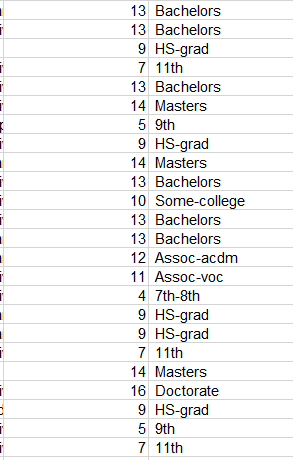 13 Bachelors
13 Bachelors
9 HS-grad
7 11th
13 Bachelors
14 Masters
5 9th
9 HS-grad
14 Masters
13 Bachelors
10 Some-college
13 Bachelors
13 Bachelors
12 Assoc-acdm
11 Assoc-voc
4 7th-8th
9 HS-grad
9 HS-grad
7 11th
14 Masters
16 Doctorate
9 HS-grad
5 9th
7 11th